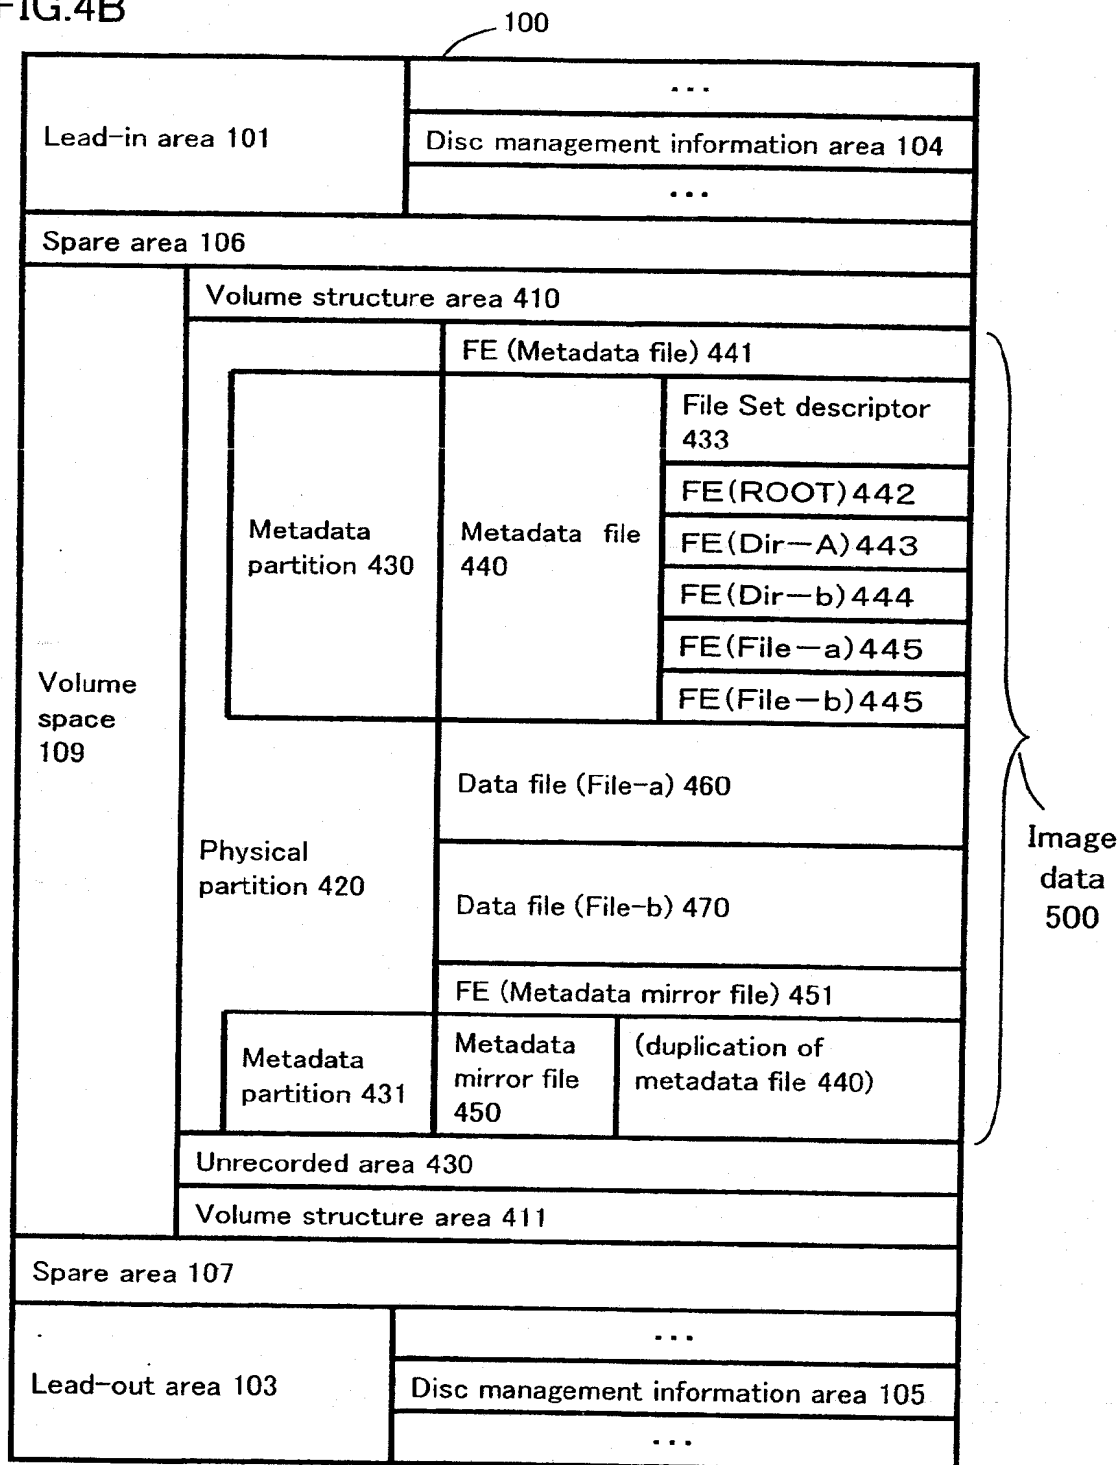 FIG.4B
100
...
Lead-in area 101
Disc management information area 104
...
Spare area 106
Volume structure area 410
FE (Metadata file) 441
File Set descriptor
433
FE(ROOT)442
Metadata
partition 430
Metadata file
440
FE(Dir—A)443
FE(Dir—b)444
FE(File—a)445
FE(File—b)445
Volume
space
109
Data file (File-a) 460
Physical
partition 420
Image
data
500
Data file (File-b) 470
FE (Metadata mirror file) 451
Metadata
partition 431
Metadata
mirror file
450
(duplication of
metadata file 440)
Unrecorded area 430
Volume structure area 411
Spare area 107
...
Lead-out area 103
Disc management information area 105
...